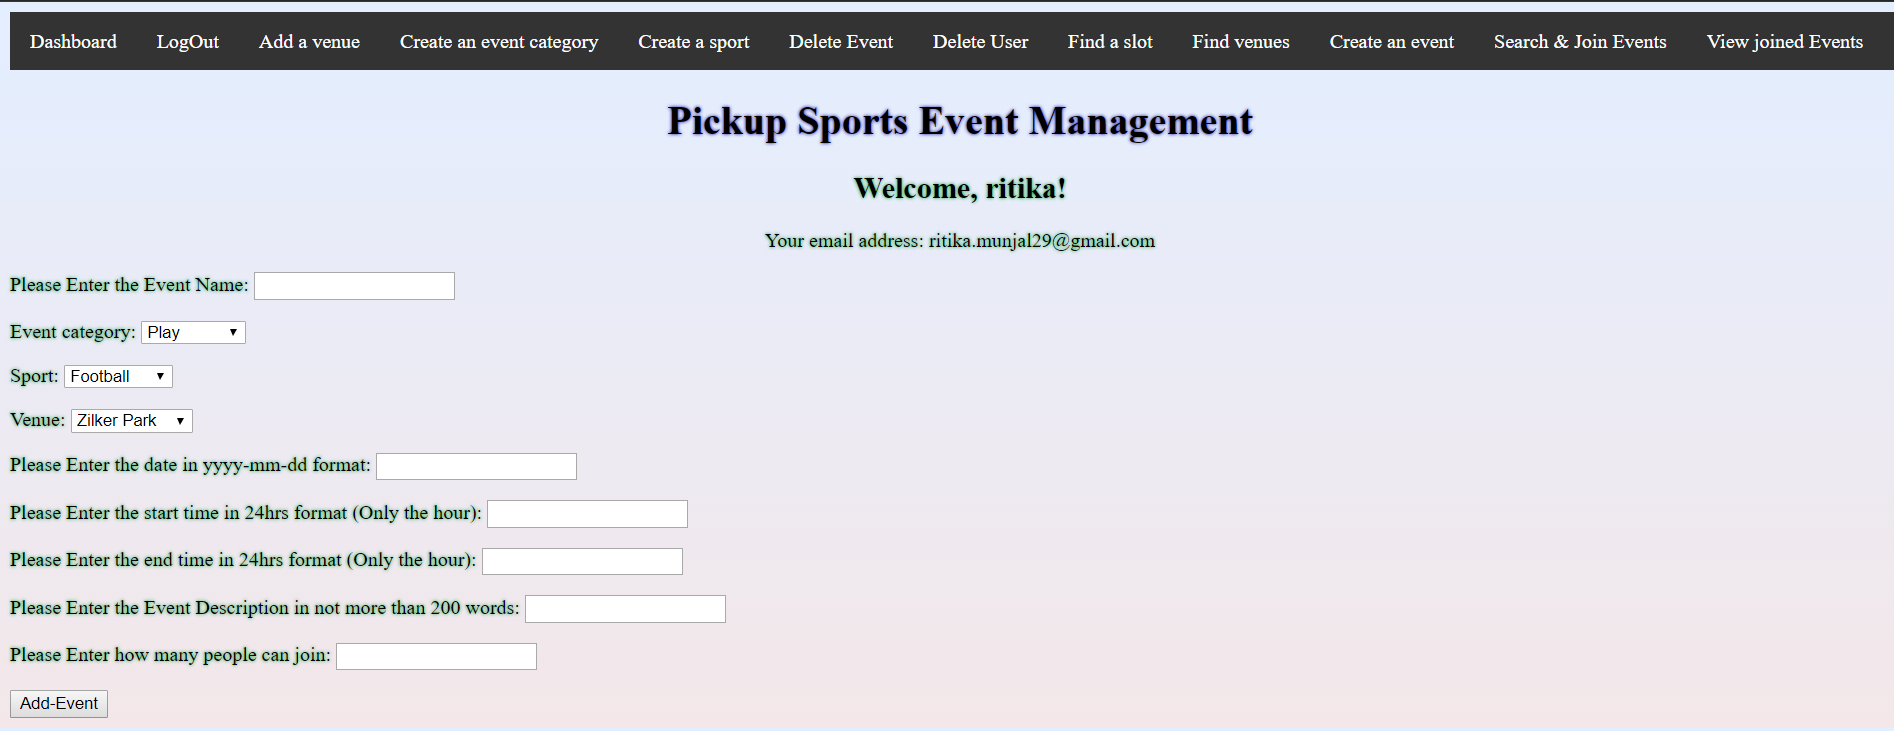 Dashboard LogOut Add a venue Create an event category Create a sport Delete Event Delete User Find a slot Find venues Create an event Search & Join Events View joined Events
Pickup Sports Event Management
Welcome, ritika!
Your email address: ritika.munjal29@gmail.com
Please Enter the Event Name:
Event category: Play
Sport: Football
Venue: Zilker Park
Please Enter the date in yyyy-mm-dd format:
Please Enter the start time in 24hrs format (Only the hour):
Please Enter the end time in 24hrs format (Only the hour):
Please Enter the Event Description in not more than 200 words:
Please Enter how many people can join:
Add-Event